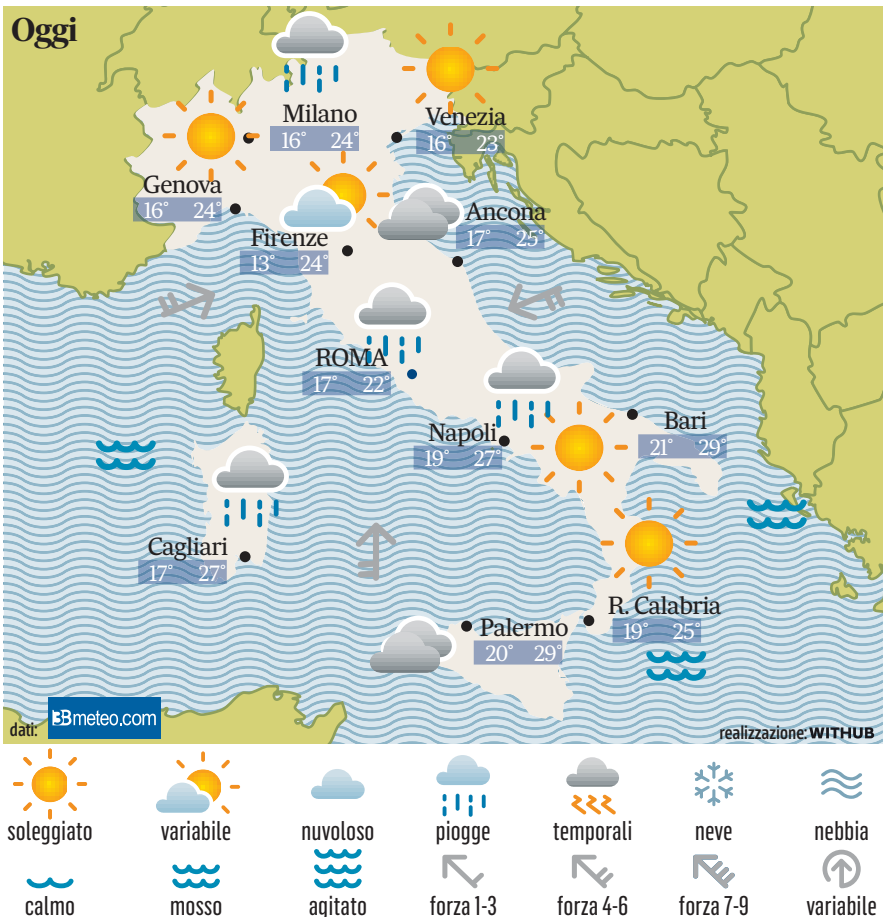 Oggi
Milano
16° 24°
Venezia
16° 23°
Genova
16° 24°
Ancona
17° 25°
Firenze
13° 24°
ROMA
17° 22°
Napoli
19° 27°
Bari
21° 29°
Cagliari
17° 27°
R. Calabria
19° 25°
Palermo
20° 29°
dati: 3Bmeteo.com
realizzazione: WITHUB
soleggiato variabile nuvoloso piogge temporali neve nebbia
calmo mosso agitato forza 1-3 forza 4-6 forza 7-9 variabile